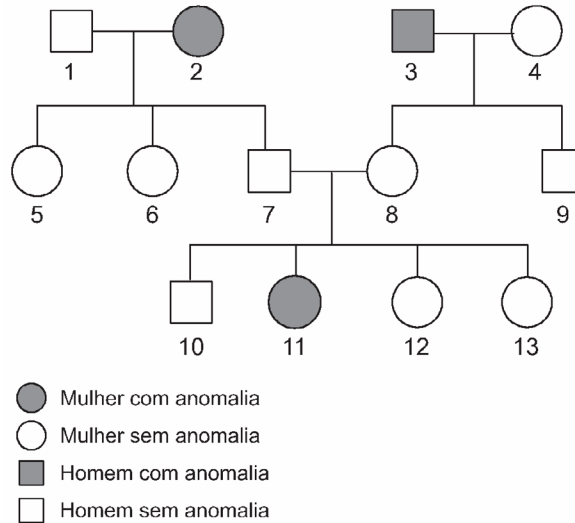 1 2 3 4
5 6 7 8 9
10 11 12 13
Mulher com anomalia
Mulher sem anomalia
Homem com anomalia
Homem sem anomalia